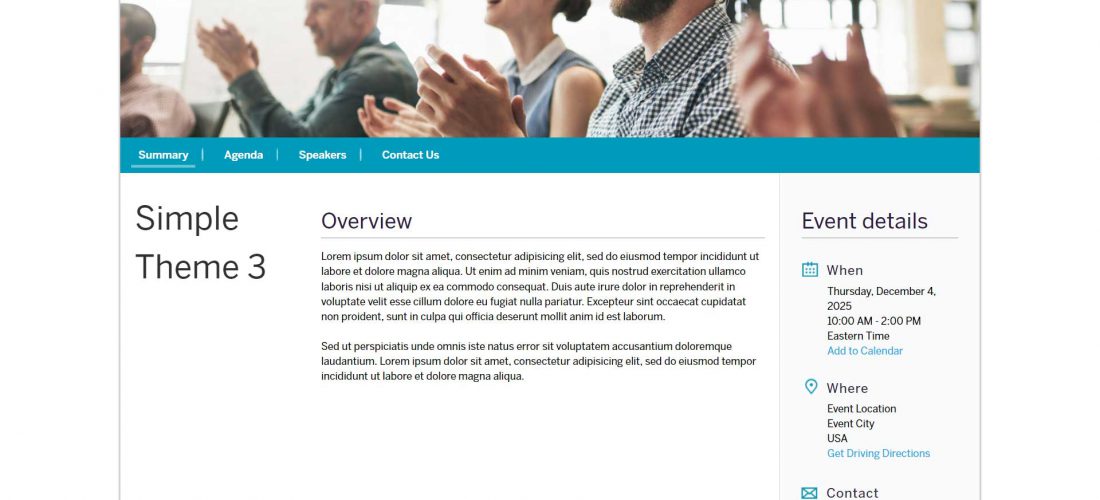 Summary | Agenda | Speakers | Contact Us
Simple
Theme 3
Overview
Lorem ipsum dolor sit amet, consectetur adipisicing elit, sed do eiusmod tempor incididunt ut
labore et dolore magna aliqua. Ut enim ad minim veniam, quis nostrud exercitation ullamco
laboris nisi ut aliquip ex ea commodo consequat. Duis aute irure dolor in reprehenderit in
voluptate velit esse cillum dolore eu fugiat nulla pariatur. Excepteur sint occaecat cupidatat
non proident, sunt in culpa qui officia deserunt mollit anim id est laborum.
Sed ut perspiciatis unde omnis iste natus error sit voluptatem accusantium doloremque
laudantium. Lorem ipsum dolor sit amet, consectetur adipisicing elit, sed do eiusmod tempor
incididunt ut labore et dolore magna aliqua.
Event details
When
Thursday, December 4,
2025
10:00 AM - 2:00 PM
Eastern Time
Add to Calendar
Where
Event Location
Event City
USA
Get Driving Directions
Contact